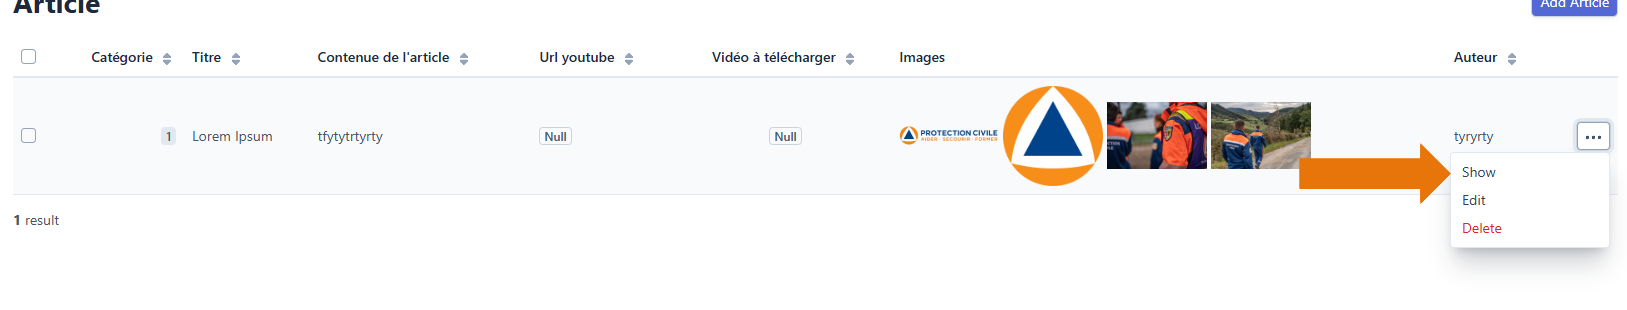 Article
Add Article
Catégorie Titre Contenue de l'article Url youtube Vidéo à télécharger Images Auteur
1 Lorem Ipsum tfytytrtyrty Null Null PROTECTION CIVILE tyryrty ...
AIDER - SECOURIR - FORMER
Show
Edit
Delete
1 result